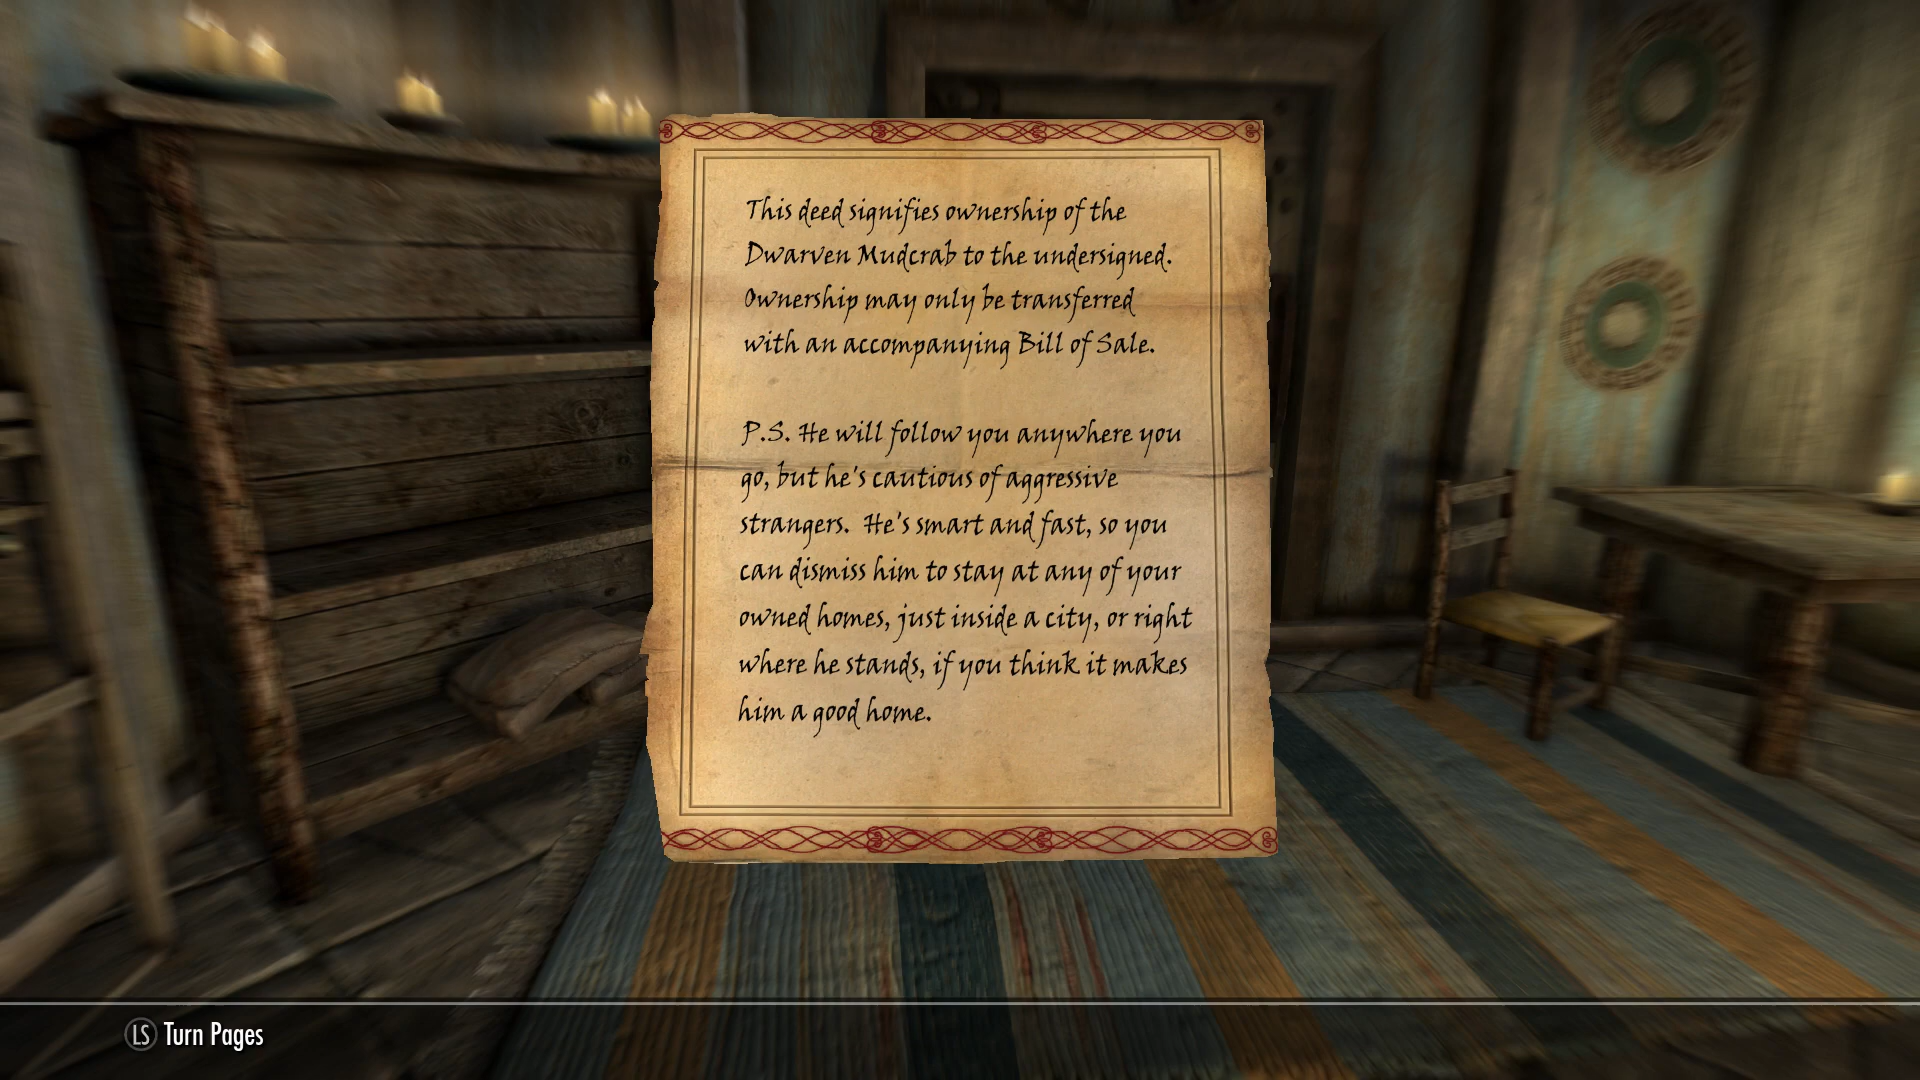 This deed signifies ownership of the
Dwarven Mudcrab to the undersigned.
Ownership may only be transferred
with an accompanying Bill of Sale.
P.S. He will follow you anywhere you
go, but he's cautious of aggressive
strangers.  He's smart and fast, so you
can dismiss him to stay at any of your
owned homes, just inside a city, or right
where he stands, if you think it makes
him a good home.
LS Turn Pages